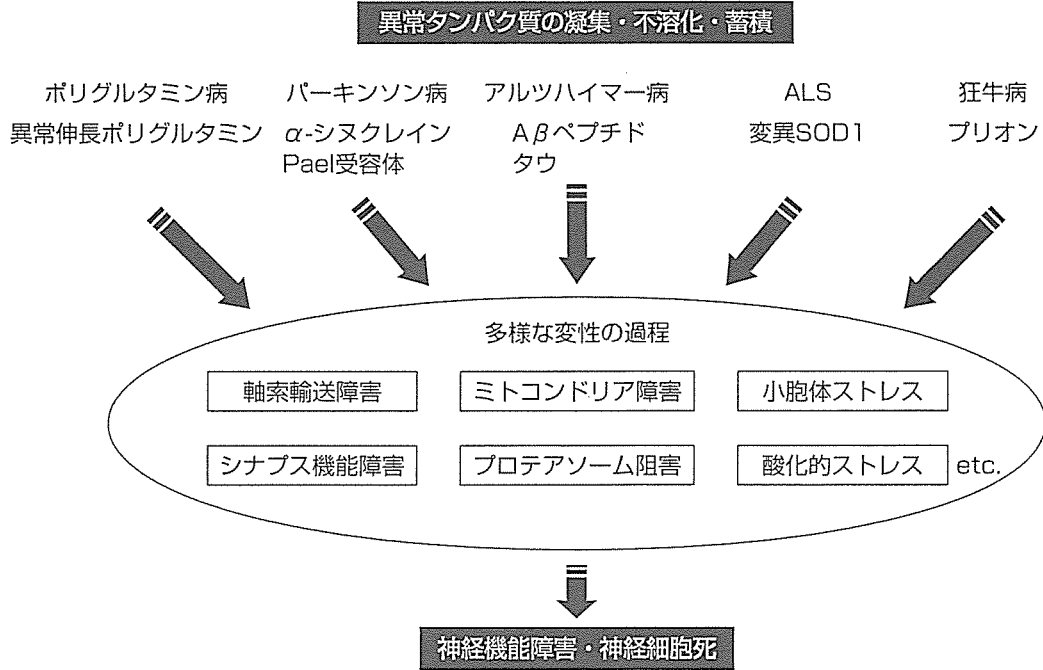 異常タンパク質の凝集・不溶化・蓄積
ポリグルタミン病
異常伸長ポリグルタミン
パーキンソン病
α-シヌクレイン
Pael受容体
アルツハイマー病
Aβペプチド
タウ
ALS
変異SOD1
狂牛病
プリオン
多様な変性の過程
軸索輸送障害
ミトコンドリア障害
小胞体ストレス
シナプス機能障害
プロテアソーム阻害
酸化的ストレス etc.
神経機能障害・神経細胞死